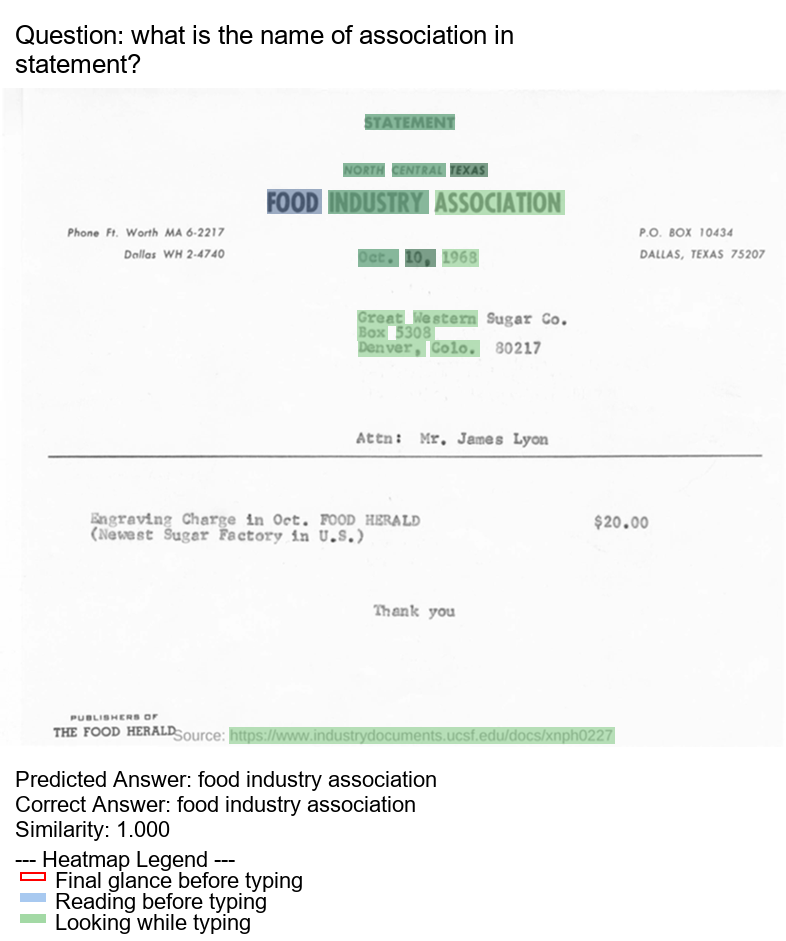 Question: what is the name of association in
statement?
STATEMENT
NORTH CENTRAL TEXAS
FOOD INDUSTRY ASSOCIATION
Phone Ft. Worth MA 6-2217
Dallas WH 2-4740
P.O. BOX 10434
DALLAS, TEXAS 75207
Oct. 10, 1968
Great Western Sugar Co.
Box 5308
Denver, Colo. 80217
Attn: Mr. James Lyon
Engraving Charge in Oct. FOOD HERALD $20.00
(Newest Sugar Factory in U.S.)
Thank you
PUBLISHERS OF
THE FOOD HERALD
Source: https://www.industrydocuments.ucsf.edu/docs/xnph0227
Predicted Answer: food industry association
Correct Answer: food industry association
Similarity: 1.000
--- Heatmap Legend ---
Final glance before typing
Reading before typing
Looking while typing